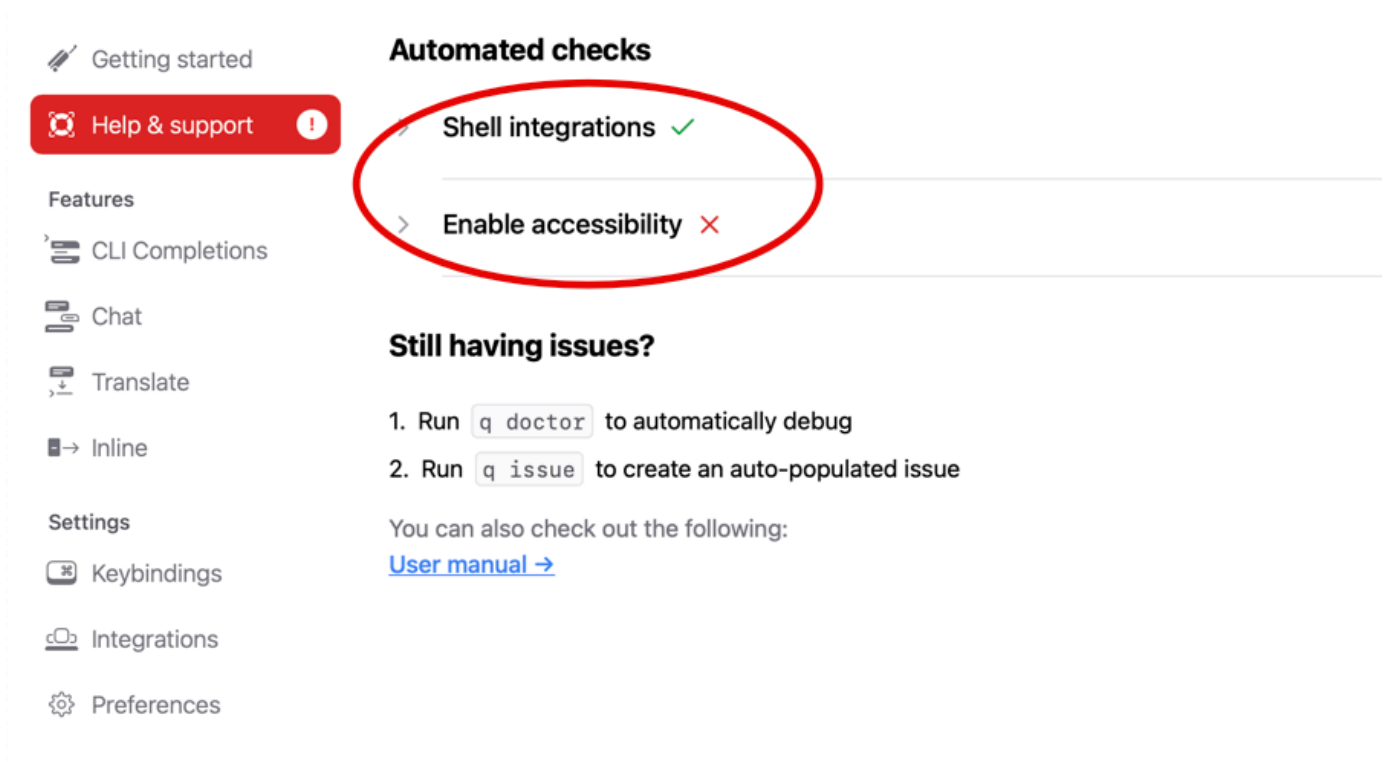 Getting started
Help & support !
Features
CLI Completions
Chat
Translate
Inline
Settings
Keybindings
Integrations
Preferences
Automated checks
Shell integrations
Enable accessibility
Still having issues?
1. Run q doctor to automatically debug
2. Run q issue to create an auto-populated issue
You can also check out the following:
User manual →